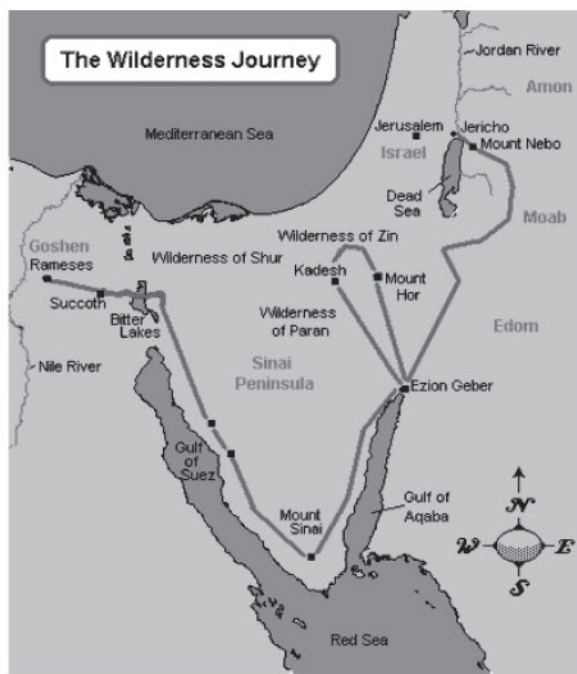 The Wilderness Journey
Jordan River
Amon
Mediterranean Sea
Jerusalem
Jericho
Israel
Mount Nebo
Dead
Sea
Moab
Goshen
Rameses
Wilderness of Shur
Wilderness of Zin
Kadesh
Mount
Hor
Succoth
Bitter
Lakes
Wilderness
of Paran
Edom
Nile River
Sinai
Peninsula
Ezion Geber
Gulf
of
Suez
Mount
Sinai
Gulf of
Aqaba
N
W
E
S
Red Sea